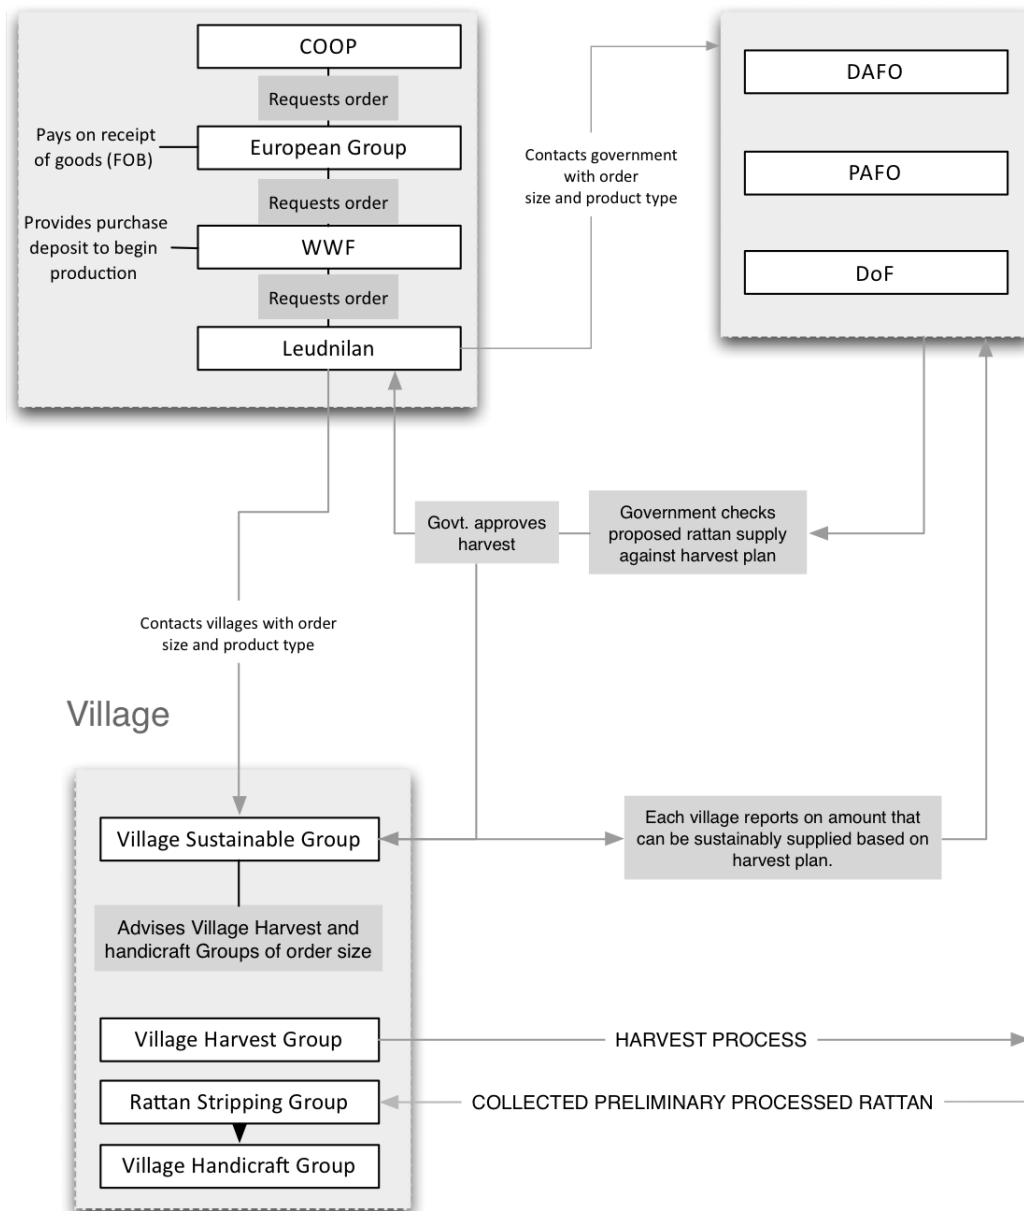 COOP
Requests order
Pays on receipt
of goods (FOB)
European Group
Requests order
Provides purchase
deposit to begin
production
WWF
Requests order
Leudnilan
Contacts government
with order
size and product type
DAFO
PAFO
DoF
Govt. approves
harvest
Government checks
proposed rattan supply
against harvest plan
Contacts villages with order
size and product type
Village
Village Sustainable Group
Each village reports on amount that
can be sustainably supplied based on
harvest plan.
Advises Village Harvest and
handicraft Groups of order size
Village Harvest Group
HARVEST PROCESS
Rattan Stripping Group
COLLECTED PRELIMINARY PROCESSED RATTAN
Village Handicraft Group